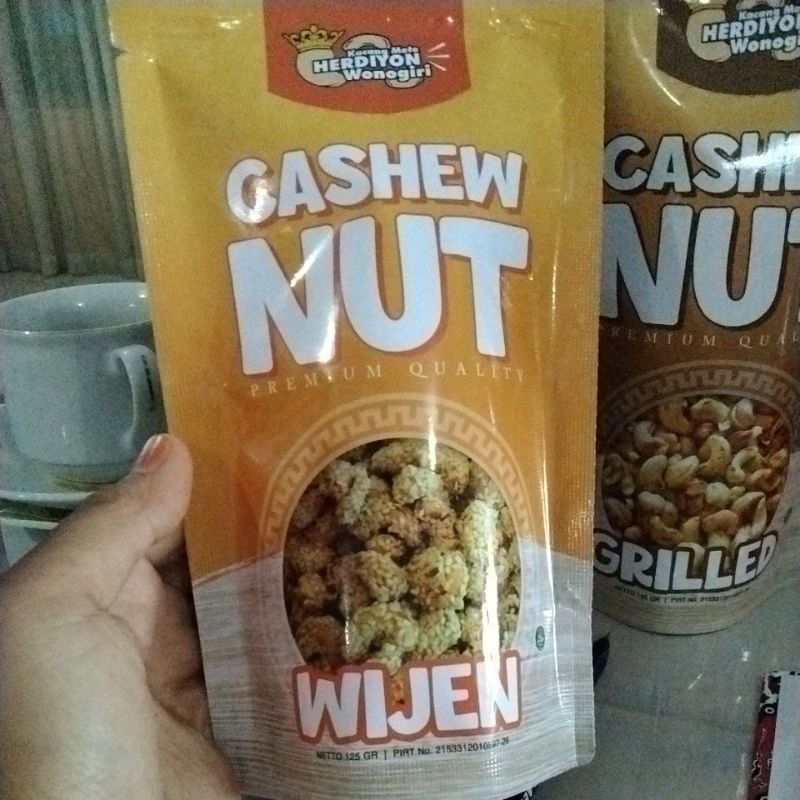 Kacang Mete
HERDIYON
Wonogiri
CASHEW
NUT
PREMIUM QUALITY
WIJEN
NETTO 125 GR | PIRT No.
HERDIYON
Wonogi
CASH
NUT
PREMIUM QUAL
GRILLED
NETTO 125 GR | PIRT No.